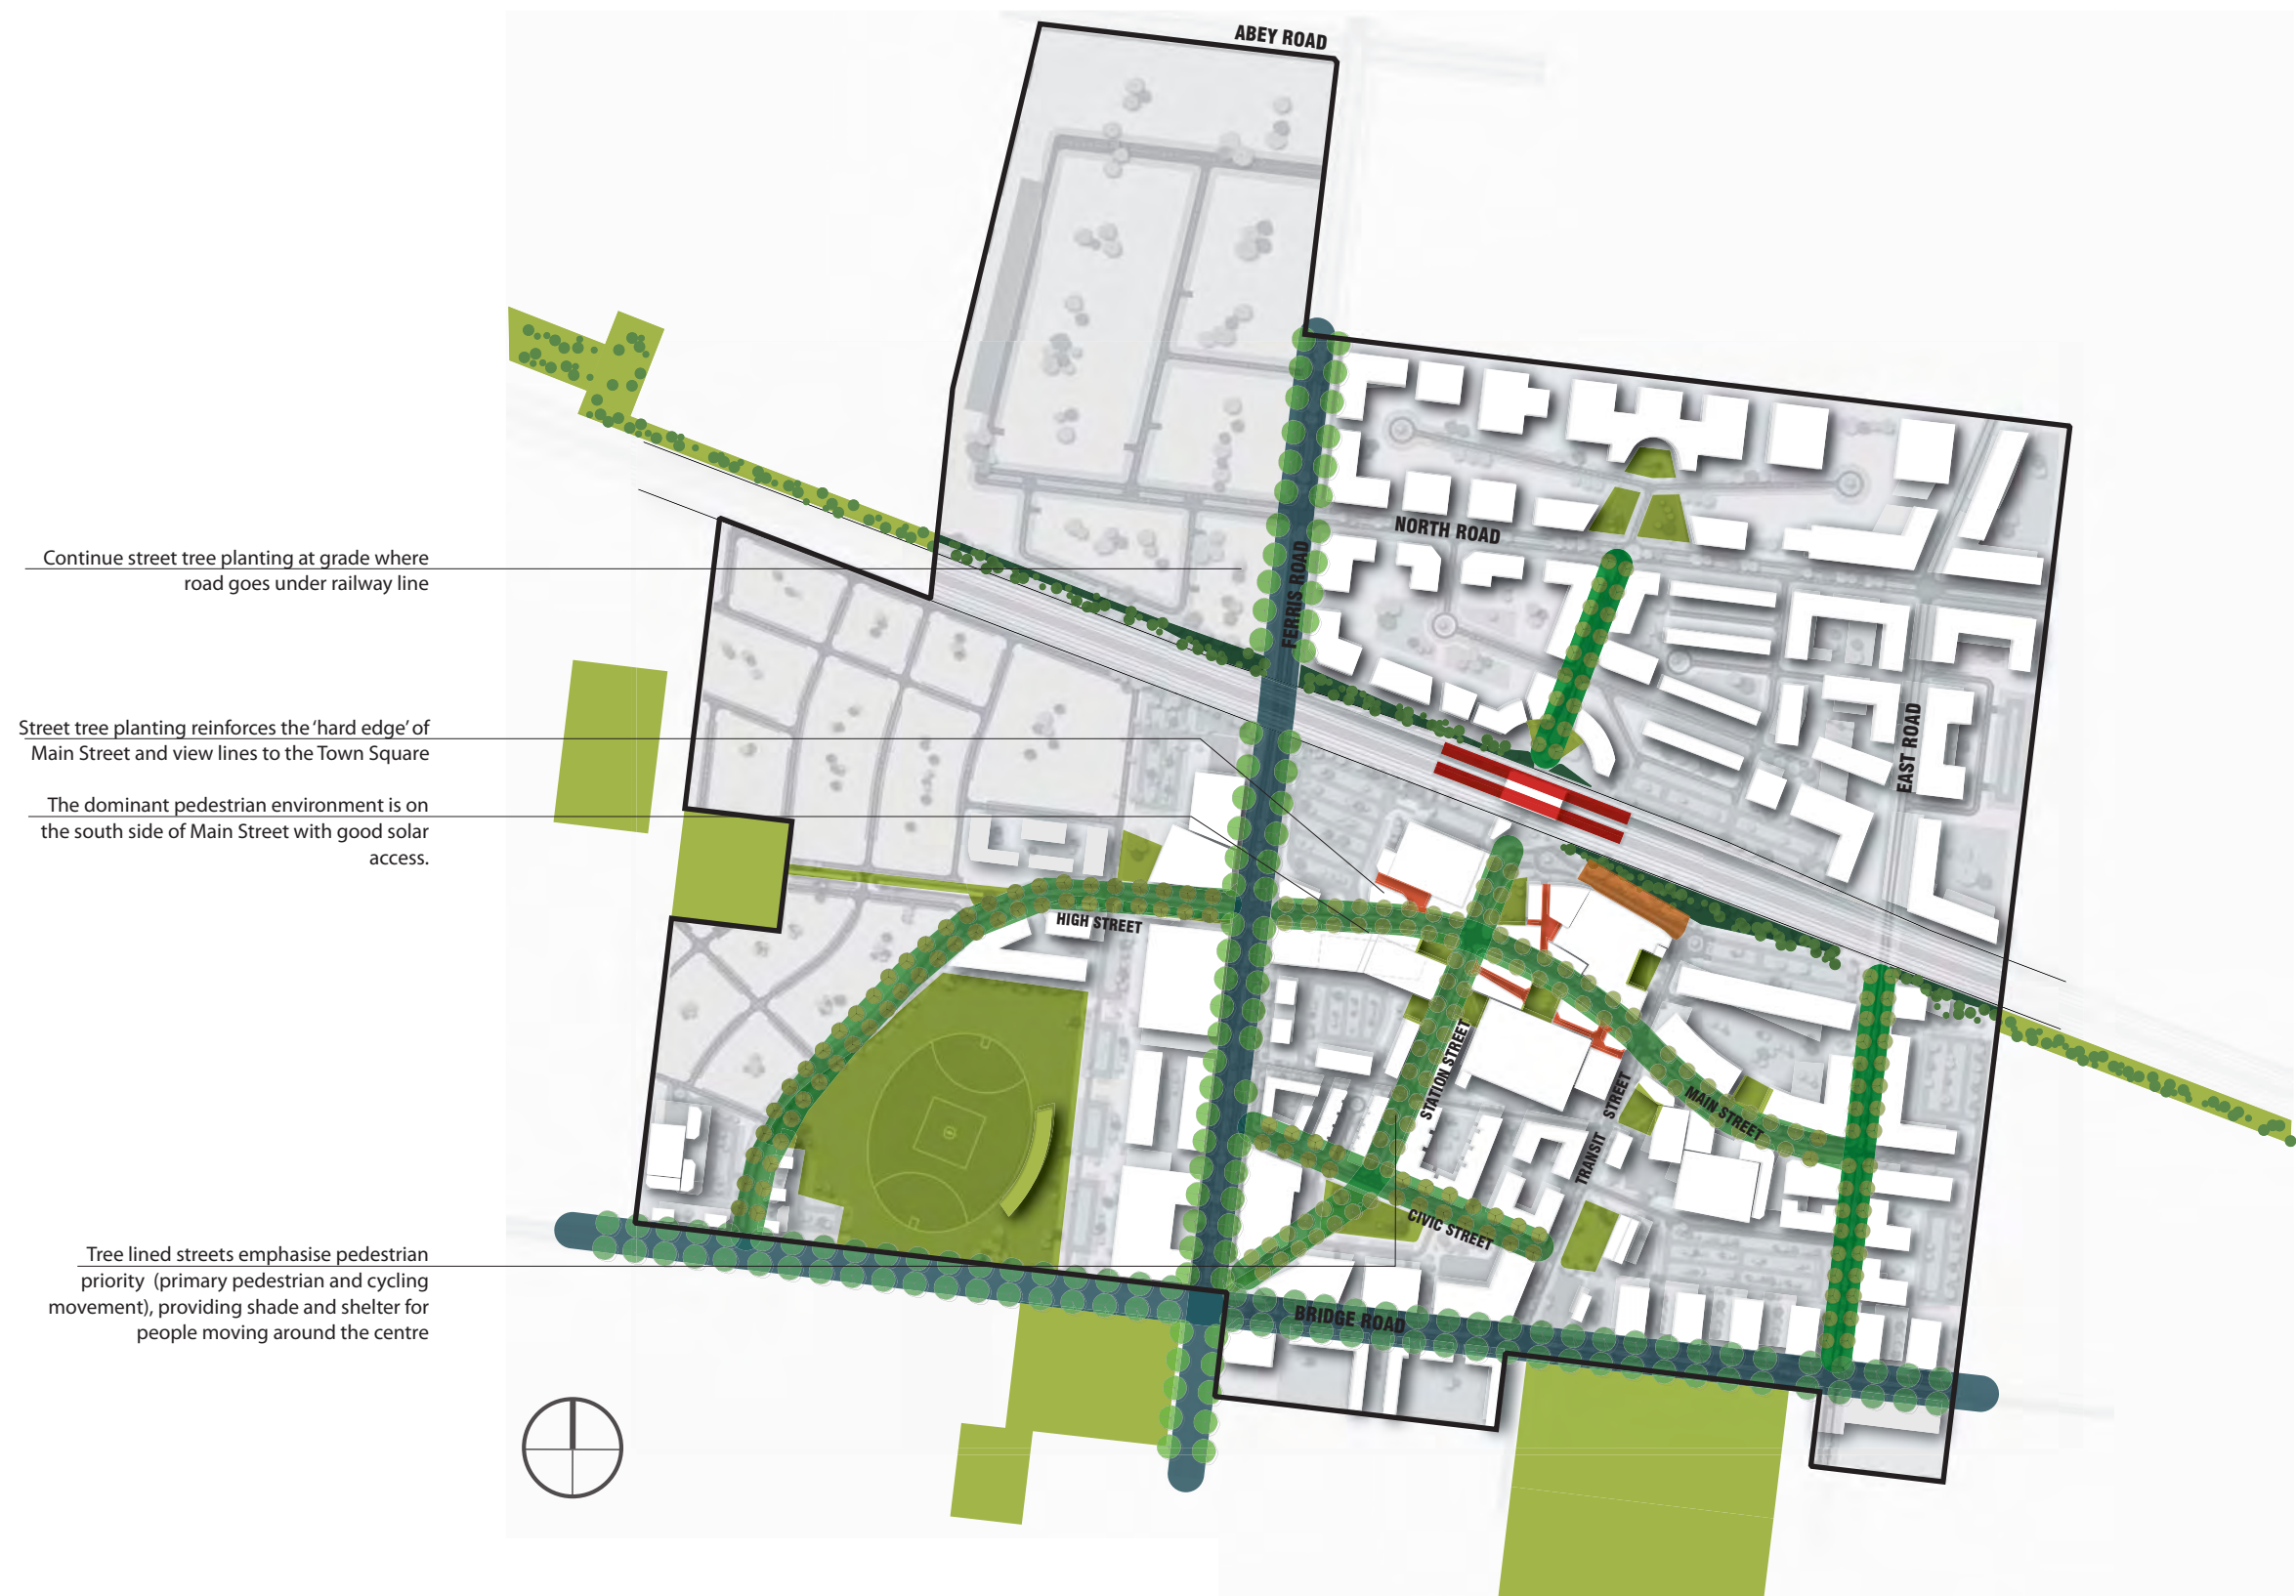 ABEY ROAD
Continue street tree planting at grade where
road goes under railway line
NORTH ROAD
FERRIS ROAD
Street tree planting reinforces the ‘hard edge’ of
Main Street and view lines to the Town Square
EAST ROAD
The dominant pedestrian environment is on
the south side of Main Street with good solar
access.
HIGH STREET
STATION STREET
TRANSIT STREET
MAIN STREET
CIVIC STREET
Tree lined streets emphasise pedestrian
priority (primary pedestrian and cycling
movement), providing shade and shelter for
people moving around the centre
BRIDGE ROAD